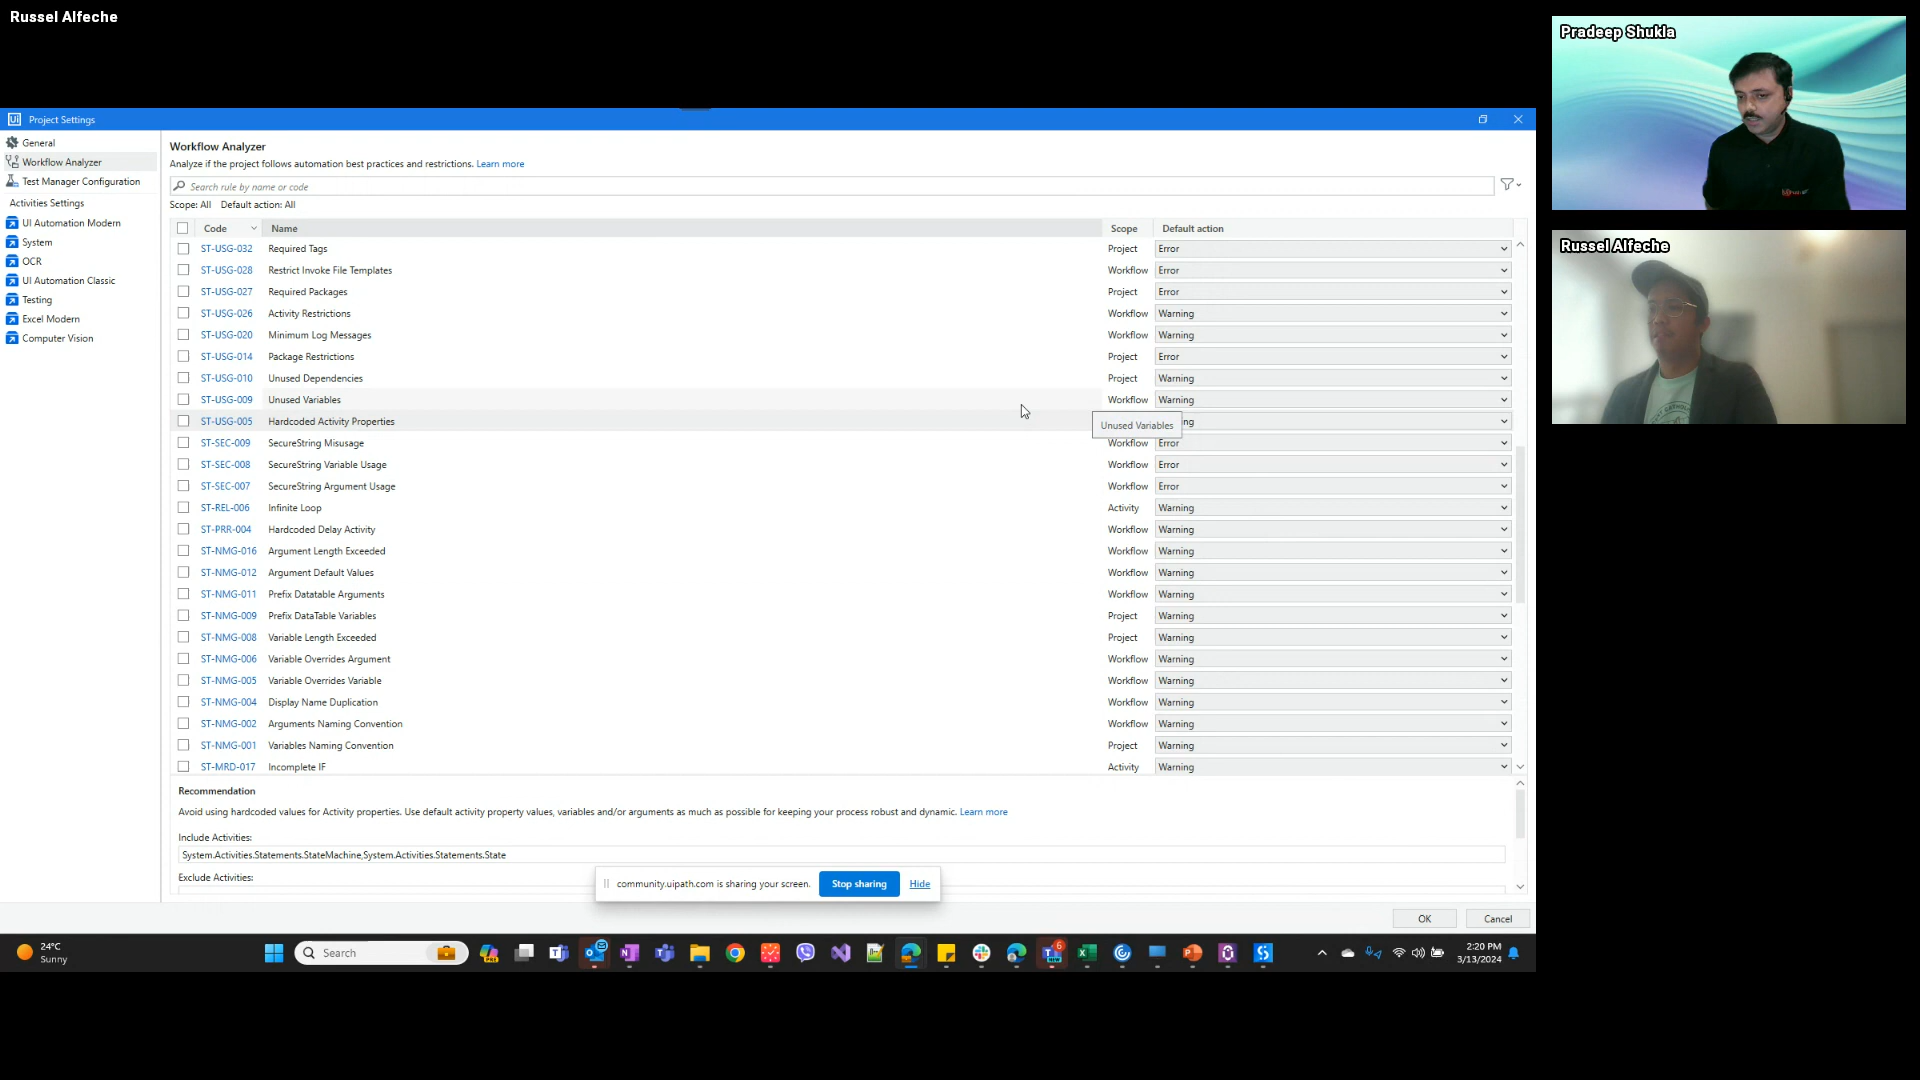 Russel Alfeche
Pradeep Shukla
Russel Alfeche
Project Settings
General
Workflow Analyzer
Test Manager Configuration
Activities Settings
UI Automation Modern
System
OCR
UI Automation Classic
Testing
Excel Modern
Computer Vision
Workflow Analyzer
Analyze if the project follows automation best practices and restrictions. Learn more
Search rule by name or code
Scope: All Default action: All
Code Name Scope Default action
ST-USG-032 Required Tags Project Error
ST-USG-028 Restrict Invoke File Templates Workflow Error
ST-USG-027 Required Packages Project Error
ST-USG-026 Activity Restrictions Workflow Warning
ST-USG-020 Minimum Log Messages Workflow Warning
ST-USG-014 Package Restrictions Project Error
ST-USG-010 Unused Dependencies Project Warning
ST-USG-009 Unused Variables Workflow Warning
ST-USG-005 Hardcoded Activity Properties ng
Unused Variables
ST-SEC-009 SecureString Misusage Workflow Error
ST-SEC-008 SecureString Variable Usage Workflow Error
ST-SEC-007 SecureString Argument Usage Workflow Error
ST-REL-006 Infinite Loop Activity Warning
ST-PRR-004 Hardcoded Delay Activity Workflow Warning
ST-NMG-016 Argument Length Exceeded Workflow Warning
ST-NMG-012 Argument Default Values Workflow Warning
ST-NMG-011 Prefix Datatable Arguments Workflow Warning
ST-NMG-009 Prefix DataTable Variables Project Warning
ST-NMG-008 Variable Length Exceeded Project Warning
ST-NMG-006 Variable Overrides Argument Workflow Warning
ST-NMG-005 Variable Overrides Variable Workflow Warning
ST-NMG-004 Display Name Duplication Workflow Warning
ST-NMG-002 Arguments Naming Convention Workflow Warning
ST-NMG-001 Variables Naming Convention Project Warning
ST-MRD-017 Incomplete IF Activity Warning
Recommendation
Avoid using hardcoded values for Activity properties. Use default activity property values, variables and/or arguments as much as possible for keeping your process robust and dynamic. Learn more
Include Activities:
System.Activities.Statements.StateMachine,System.Activities.Statements.State
Exclude Activities:
community.uipath.com is sharing your screen. Stop sharing Hide
OK Cancel
24°C
Sunny
Search
2:20 PM
3/13/2024